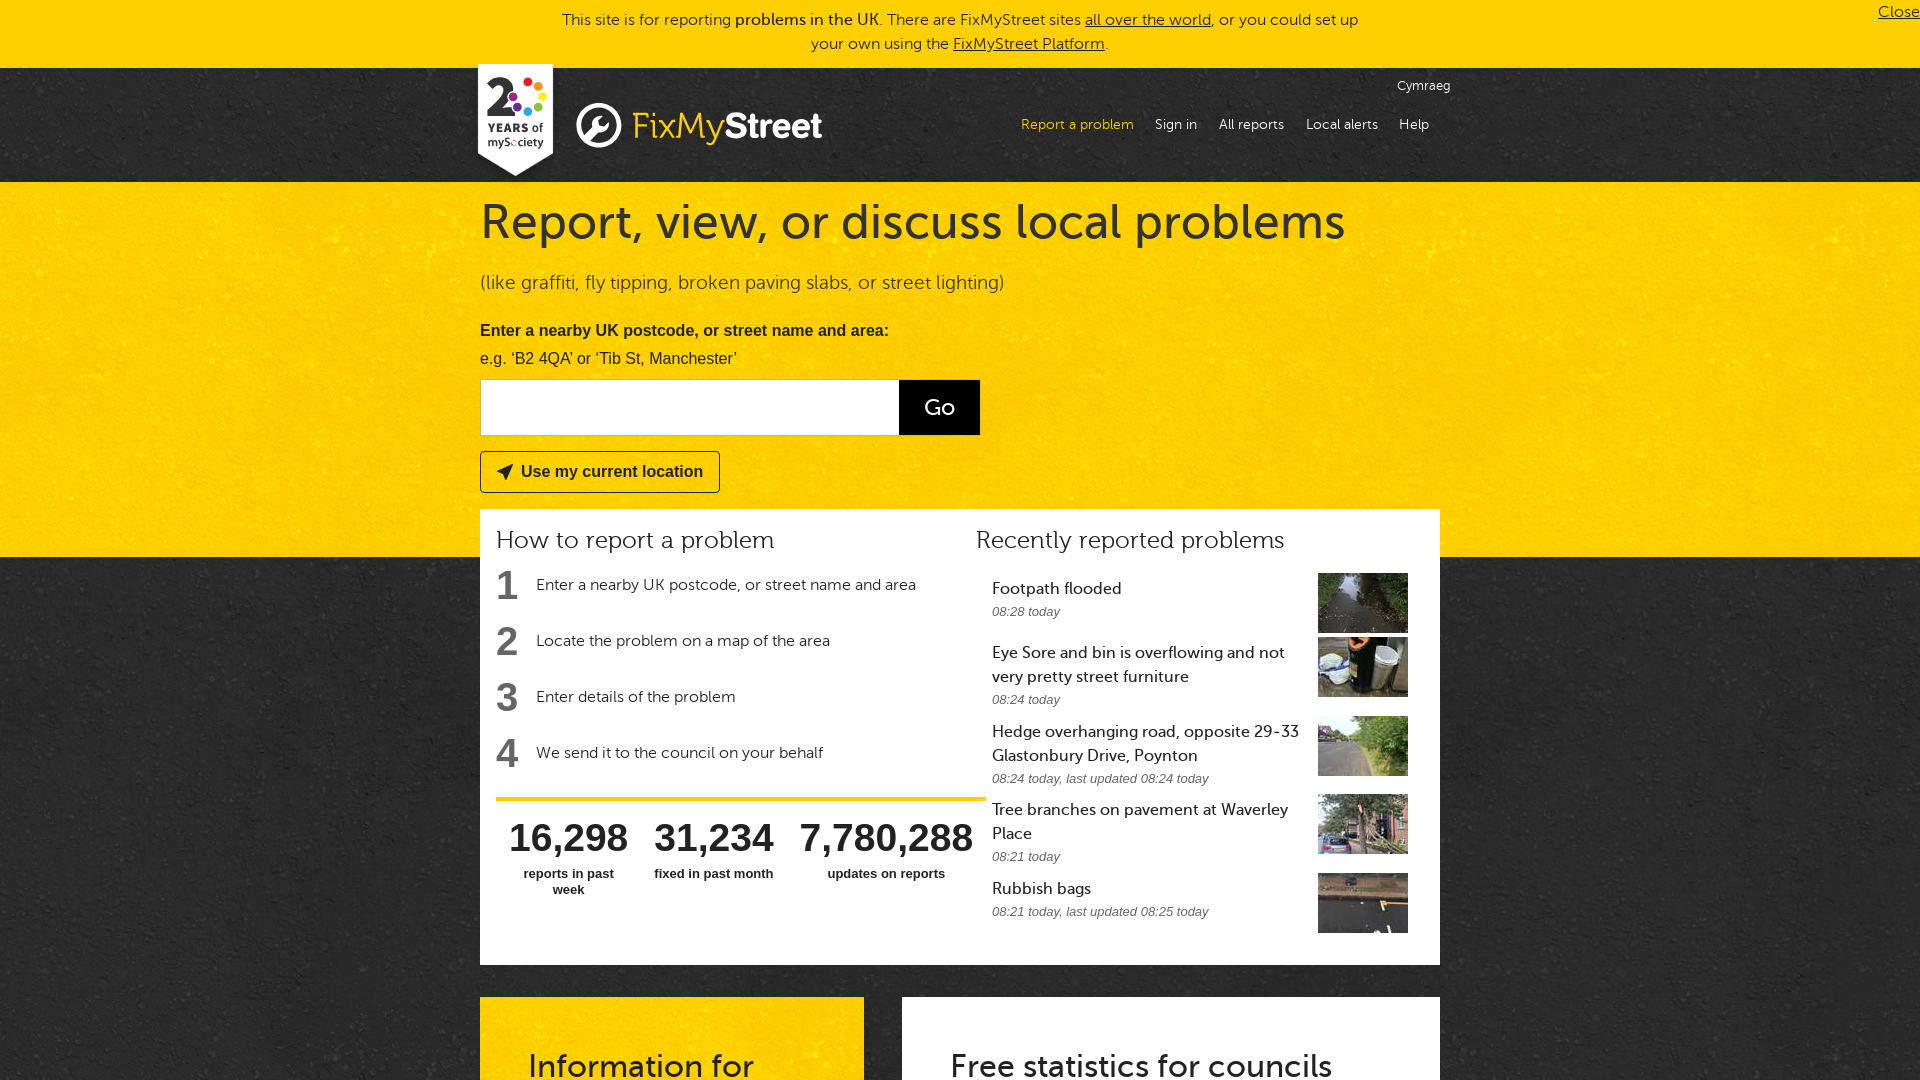 This site is for reporting problems in the UK. There are FixMyStreet sites all over the world, or you could set up
your own using the FixMyStreet Platform.
Close
20
YEARS of
mySociety
FixMyStreet
Cymraeg
Report a problem
Sign in
All reports
Local alerts
Help
Report, view, or discuss local problems
(like graffiti, fly tipping, broken paving slabs, or street lighting)
Enter a nearby UK postcode, or street name and area:
e.g. ‘B2 4QA’ or ‘Tib St, Manchester’
Go
Use my current location
How to report a problem
1 Enter a nearby UK postcode, or street name and area
2 Locate the problem on a map of the area
3 Enter details of the problem
4 We send it to the council on your behalf
16,298
reports in past
week
31,234
fixed in past month
7,780,288
updates on reports
Recently reported problems
Footpath flooded
08:28 today
Eye Sore and bin is overflowing and not
very pretty street furniture
08:24 today
Hedge overhanging road, opposite 29-33
Glastonbury Drive, Poynton
08:24 today, last updated 08:24 today
Tree branches on pavement at Waverley
Place
08:21 today
Rubbish bags
08:21 today, last updated 08:25 today
Information for
Free statistics for councils